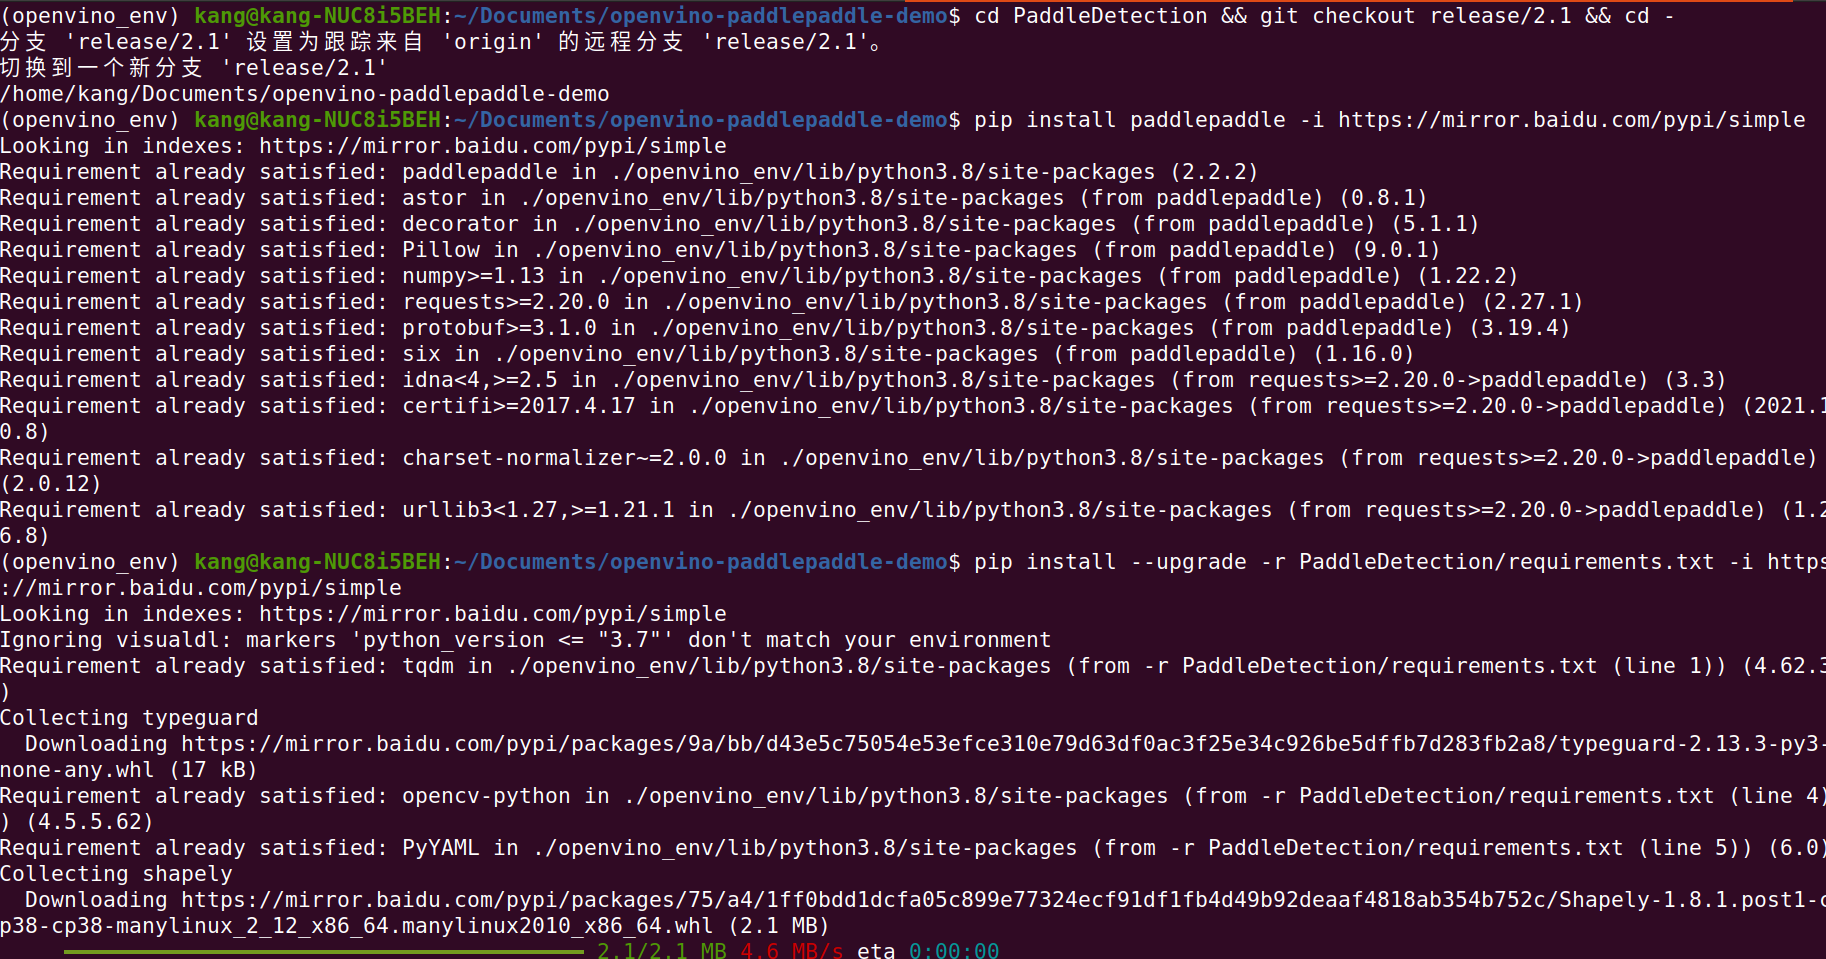 (openvino_env) kang@kang-NUC8i5BEH:~/Documents/openvino-paddlepaddle-demo$ cd PaddleDetection && git checkout release/2.1 && cd -
分支 'release/2.1' 设置为跟踪来自 'origin' 的远程分支 'release/2.1'。
切换到一个新分支 'release/2.1'
/home/kang/Documents/openvino-paddlepaddle-demo
(openvino_env) kang@kang-NUC8i5BEH:~/Documents/openvino-paddlepaddle-demo$ pip install paddlepaddle -i https://mirror.baidu.com/pypi/simple
Looking in indexes: https://mirror.baidu.com/pypi/simple
Requirement already satisfied: paddlepaddle in ./openvino_env/lib/python3.8/site-packages (2.2.2)
Requirement already satisfied: astor in ./openvino_env/lib/python3.8/site-packages (from paddlepaddle) (0.8.1)
Requirement already satisfied: decorator in ./openvino_env/lib/python3.8/site-packages (from paddlepaddle) (5.1.1)
Requirement already satisfied: Pillow in ./openvino_env/lib/python3.8/site-packages (from paddlepaddle) (9.0.1)
Requirement already satisfied: numpy>=1.13 in ./openvino_env/lib/python3.8/site-packages (from paddlepaddle) (1.22.2)
Requirement already satisfied: requests>=2.20.0 in ./openvino_env/lib/python3.8/site-packages (from paddlepaddle) (2.27.1)
Requirement already satisfied: protobuf>=3.1.0 in ./openvino_env/lib/python3.8/site-packages (from paddlepaddle) (3.19.4)
Requirement already satisfied: six in ./openvino_env/lib/python3.8/site-packages (from paddlepaddle) (1.16.0)
Requirement already satisfied: idna<4,>=2.5 in ./openvino_env/lib/python3.8/site-packages (from requests>=2.20.0->paddlepaddle) (3.3)
Requirement already satisfied: certifi>=2017.4.17 in ./openvino_env/lib/python3.8/site-packages (from requests>=2.20.0->paddlepaddle) (2021.1
0.8)
Requirement already satisfied: charset-normalizer~=2.0.0 in ./openvino_env/lib/python3.8/site-packages (from requests>=2.20.0->paddlepaddle)
(2.0.12)
Requirement already satisfied: urllib3<1.27,>=1.21.1 in ./openvino_env/lib/python3.8/site-packages (from requests>=2.20.0->paddlepaddle) (1.2
6.8)
(openvino_env) kang@kang-NUC8i5BEH:~/Documents/openvino-paddlepaddle-demo$ pip install --upgrade -r PaddleDetection/requirements.txt -i https
://mirror.baidu.com/pypi/simple
Looking in indexes: https://mirror.baidu.com/pypi/simple
Ignoring visualdl: markers 'python_version <= "3.7"' don't match your environment
Requirement already satisfied: tqdm in ./openvino_env/lib/python3.8/site-packages (from -r PaddleDetection/requirements.txt (line 1)) (4.62.3
)
Collecting typeguard
  Downloading https://mirror.baidu.com/pypi/packages/9a/bb/d43e5c75054e53efce310e79d63df0ac3f25e34c926be5dffb7d283fb2a8/typeguard-2.13.3-py3-
none-any.whl (17 kB)
Requirement already satisfied: opencv-python in ./openvino_env/lib/python3.8/site-packages (from -r PaddleDetection/requirements.txt (line 4)
) (4.5.5.62)
Requirement already satisfied: PyYAML in ./openvino_env/lib/python3.8/site-packages (from -r PaddleDetection/requirements.txt (line 5)) (6.0)
Collecting shapely
  Downloading https://mirror.baidu.com/pypi/packages/75/a4/1ff0bdd1dcfa05c899e77324ecf91df1fb4d49b92deaaf4818ab354b752c/Shapely-1.8.1.post1-c
p38-cp38-manylinux_2_12_x86_64.manylinux2010_x86_64.whl (2.1 MB)
2.1/2.1 MB 4.6 MB/s eta 0:00:00